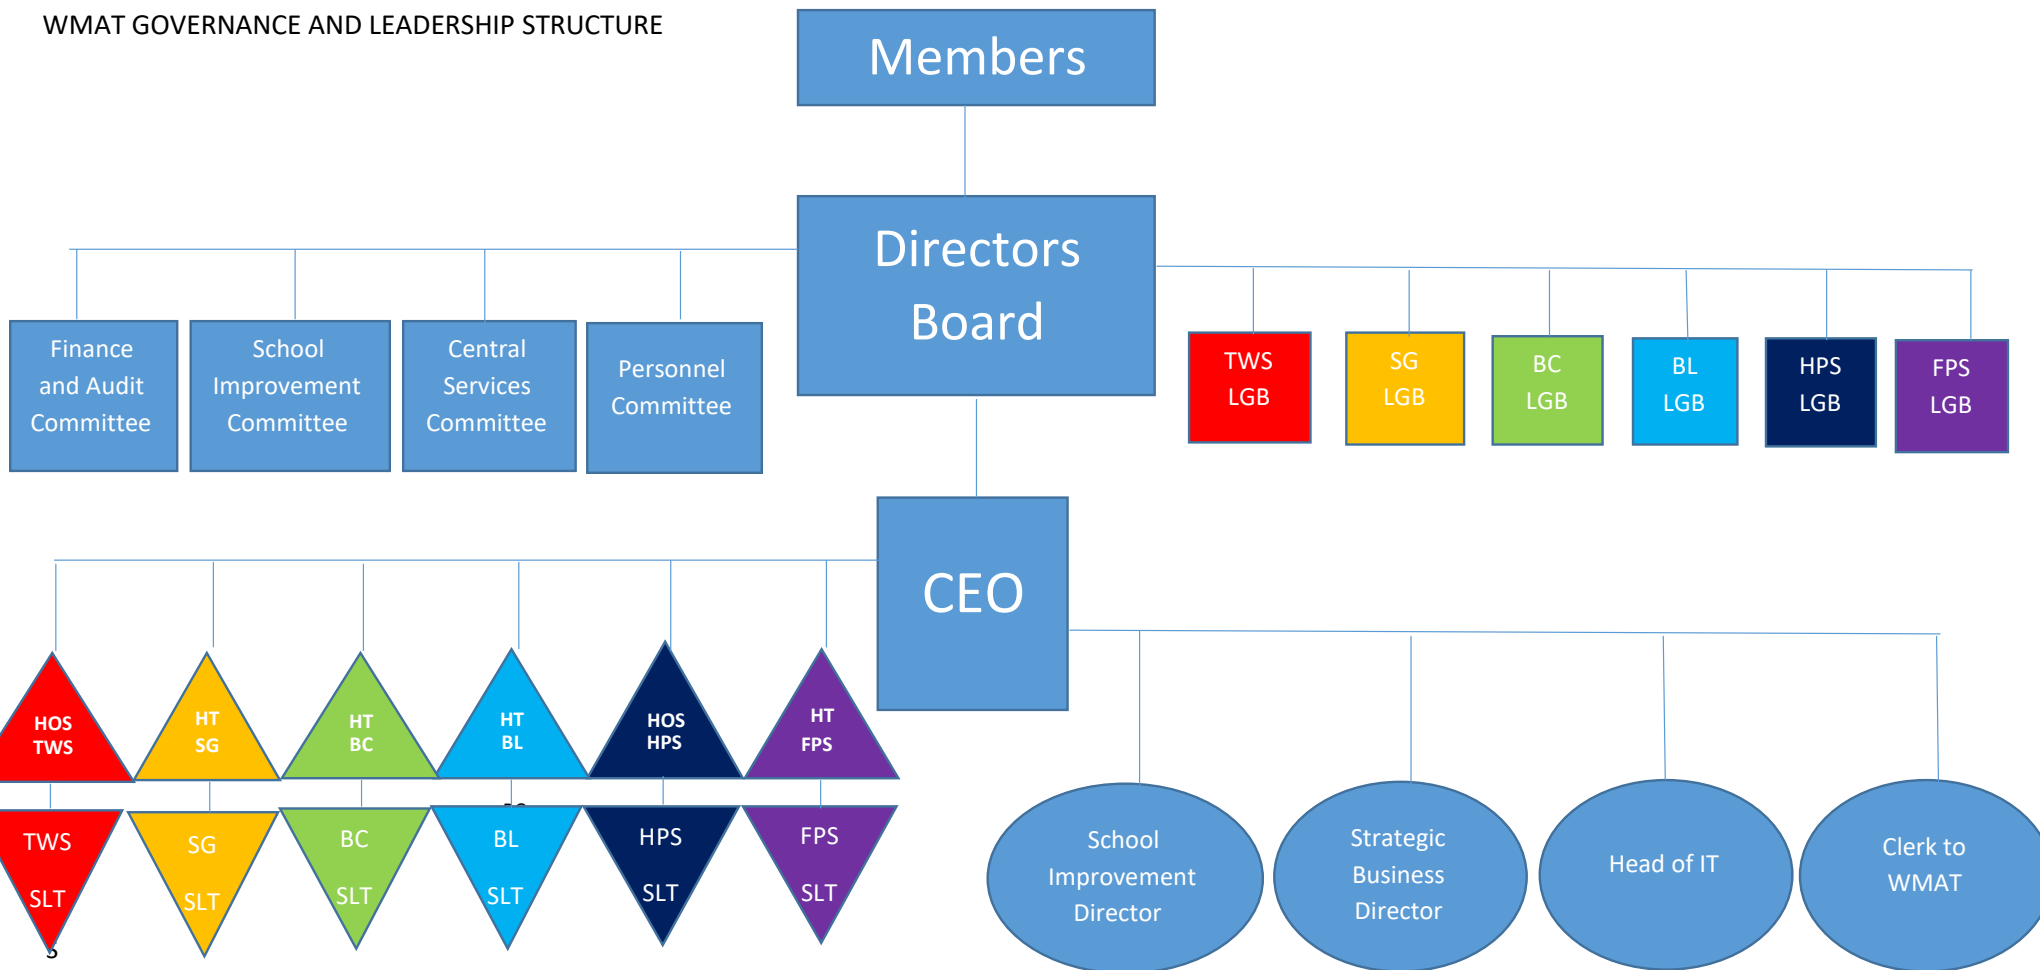 WMAT GOVERNANCE AND LEADERSHIP STRUCTURE
Members
Directors
Board
Finance
and Audit
Committee
School
Improvement
Committee
Central
Services
Committee
Personnel
Committee
TWS
LGB
SG
LGB
BC
LGB
BL
LGB
HPS
LGB
FPS
LGB
CEO
HOS
TWS
HT
SG
HT
BC
HT
BL
HOS
HPS
HT
FPS
TWS
SLT
SG
SLT
BC
SLT
BL
SLT
HPS
SLT
FPS
SLT
School
Improvement
Director
Strategic
Business
Director
Head of IT
Clerk to
WMAT